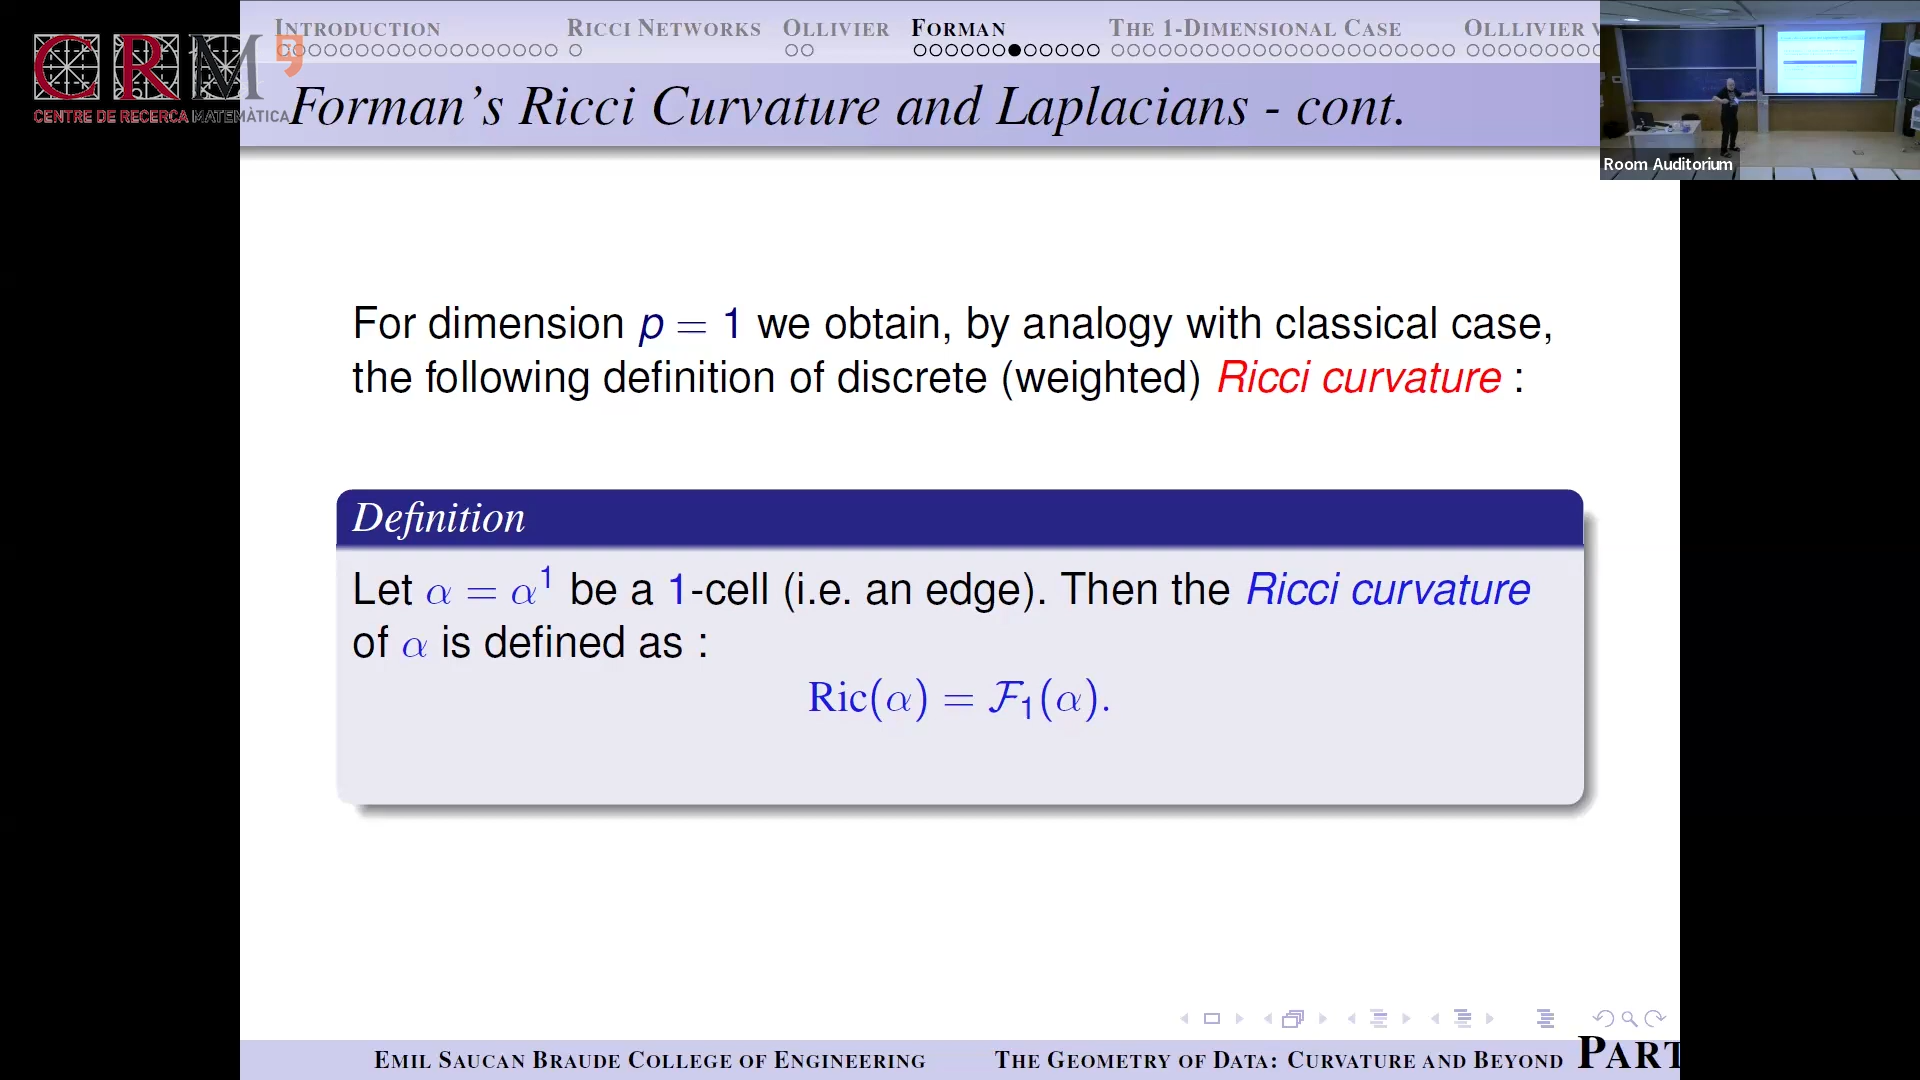 INTRODUCTION RICCI NETWORKS OLLIVIER FORMAN THE 1-DIMENSIONAL CASE OLLLIVIER V
CRM
CENTRE DE RECERCA MATEMÀTICA
Forman's Ricci Curvature and Laplacians - cont.
Room Auditorium
For dimension p = 1 we obtain, by analogy with classical case,
the following definition of discrete (weighted) Ricci curvature :
Definition
Let α = α¹ be a 1-cell (i.e. an edge). Then the Ricci curvature
of α is defined as :
Ric(α) = ℱ₁(α).
EMIL SAUCAN BRAUDE COLLEGE OF ENGINEERING THE GEOMETRY OF DATA: CURVATURE AND BEYOND PART